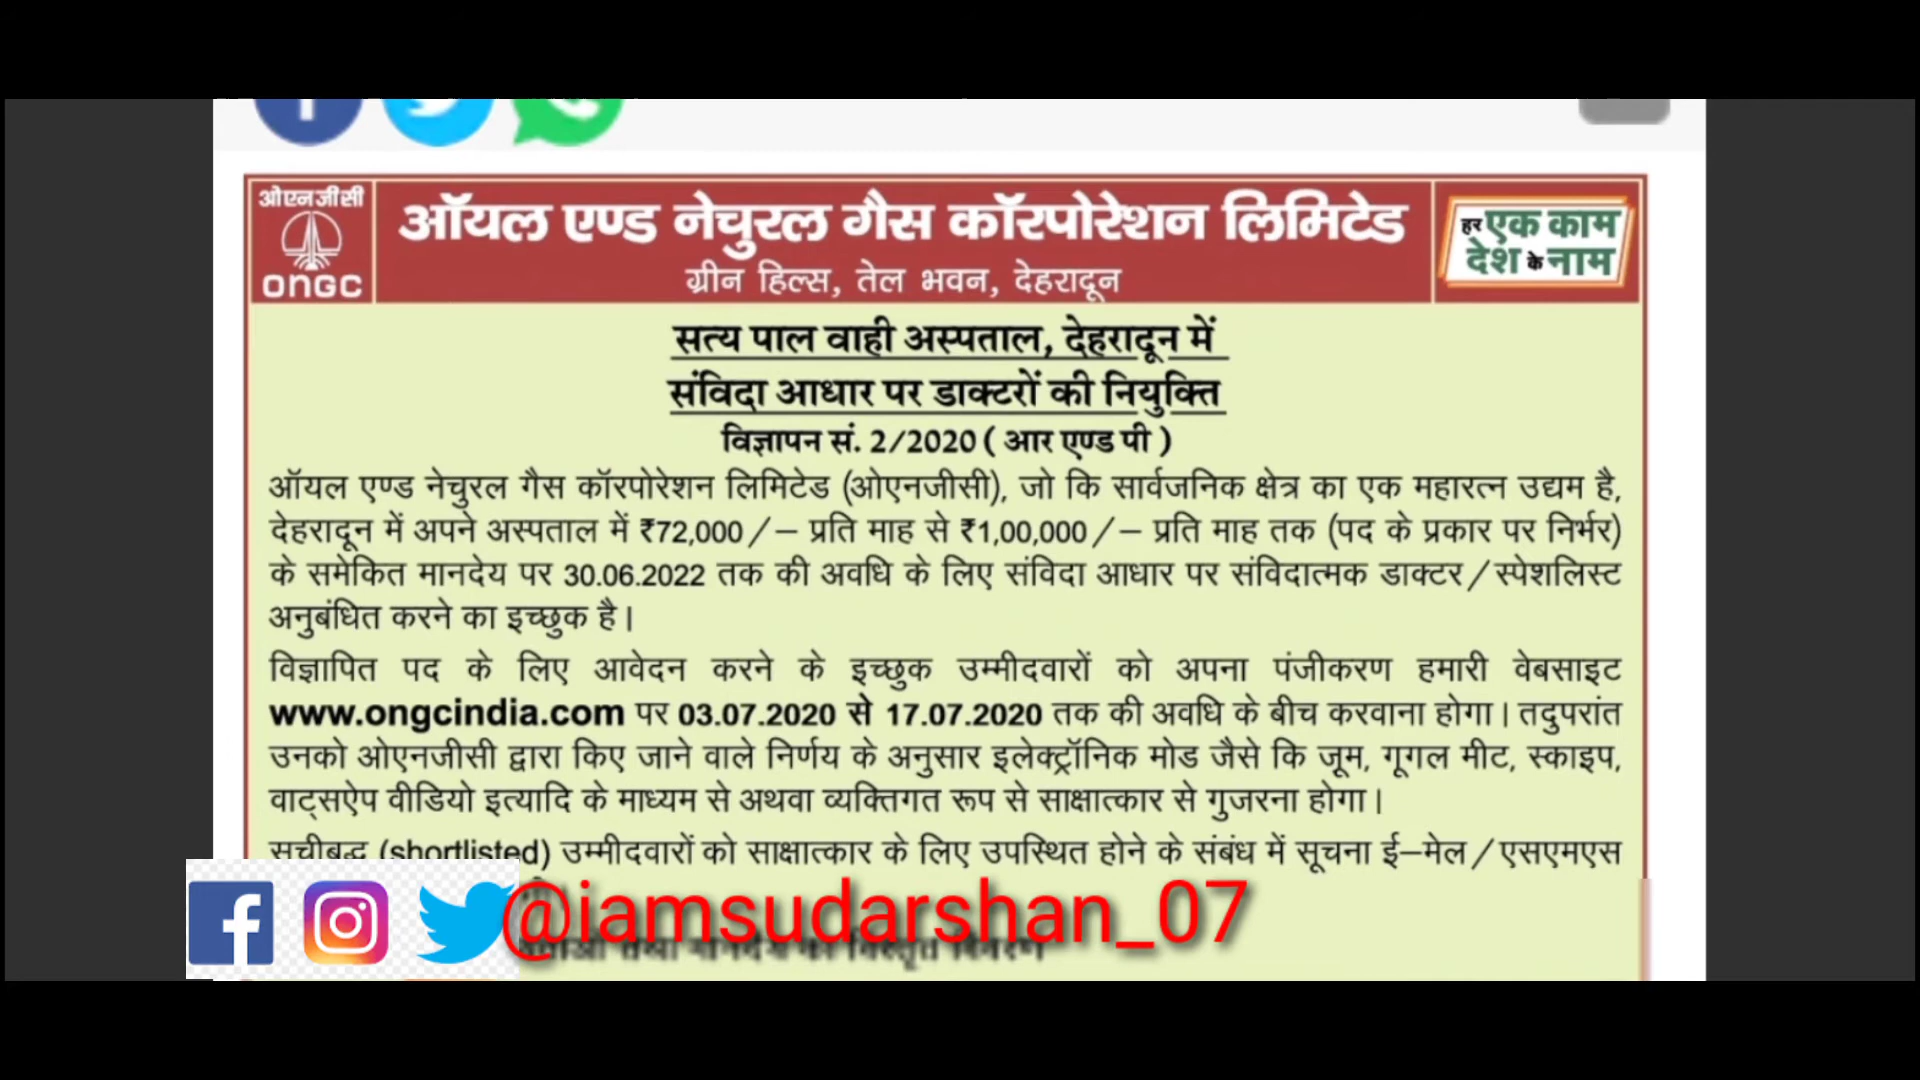 ओएनजीसी
ongc
ऑयल एण्ड नेचुरल गैस कॉरपोरेशन लिमिटेड
ग्रीन हिल्स, तेल भवन, देहरादून
हर एक काम
देश के नाम
सत्य पाल वाही अस्पताल, देहरादून में
संविदा आधार पर डाक्टरों की नियुक्ति
विज्ञापन सं. 2/2020 ( आर एण्ड पी )
ऑयल एण्ड नेचुरल गैस कॉरपोरेशन लिमिटेड (ओएनजीसी), जो कि सार्वजनिक क्षेत्र का एक महारत्न उद्यम है,
देहरादून में अपने अस्पताल में ₹72,000/– प्रति माह से ₹1,00,000/– प्रति माह तक (पद के प्रकार पर निर्भर)
के समेकित मानदेय पर 30.06.2022 तक की अवधि के लिए संविदा आधार पर संविदात्मक डाक्टर/स्पेशलिस्ट
अनुबंधित करने का इच्छुक है।
विज्ञापित पद के लिए आवेदन करने के इच्छुक उम्मीदवारों को अपना पंजीकरण हमारी वेबसाइट
www.ongcindia.com पर 03.07.2020 से 17.07.2020 तक की अवधि के बीच करवाना होगा। तदुपरांत
उनको ओएनजीसी द्वारा किए जाने वाले निर्णय के अनुसार इलेक्ट्रॉनिक मोड जैसे कि जूम, गूगल मीट, स्काइप,
वाट्सऐप वीडियो इत्यादि के माध्यम से अथवा व्यक्तिगत रूप से साक्षात्कार से गुजरना होगा।
सूचीबद्ध (shortlisted) उम्मीदवारों को साक्षात्कार के लिए उपस्थित होने के संबंध में सूचना ई–मेल/एसएमएस
@iamsudarshan_07
तथा मानदेय का विस्तृत विवरण